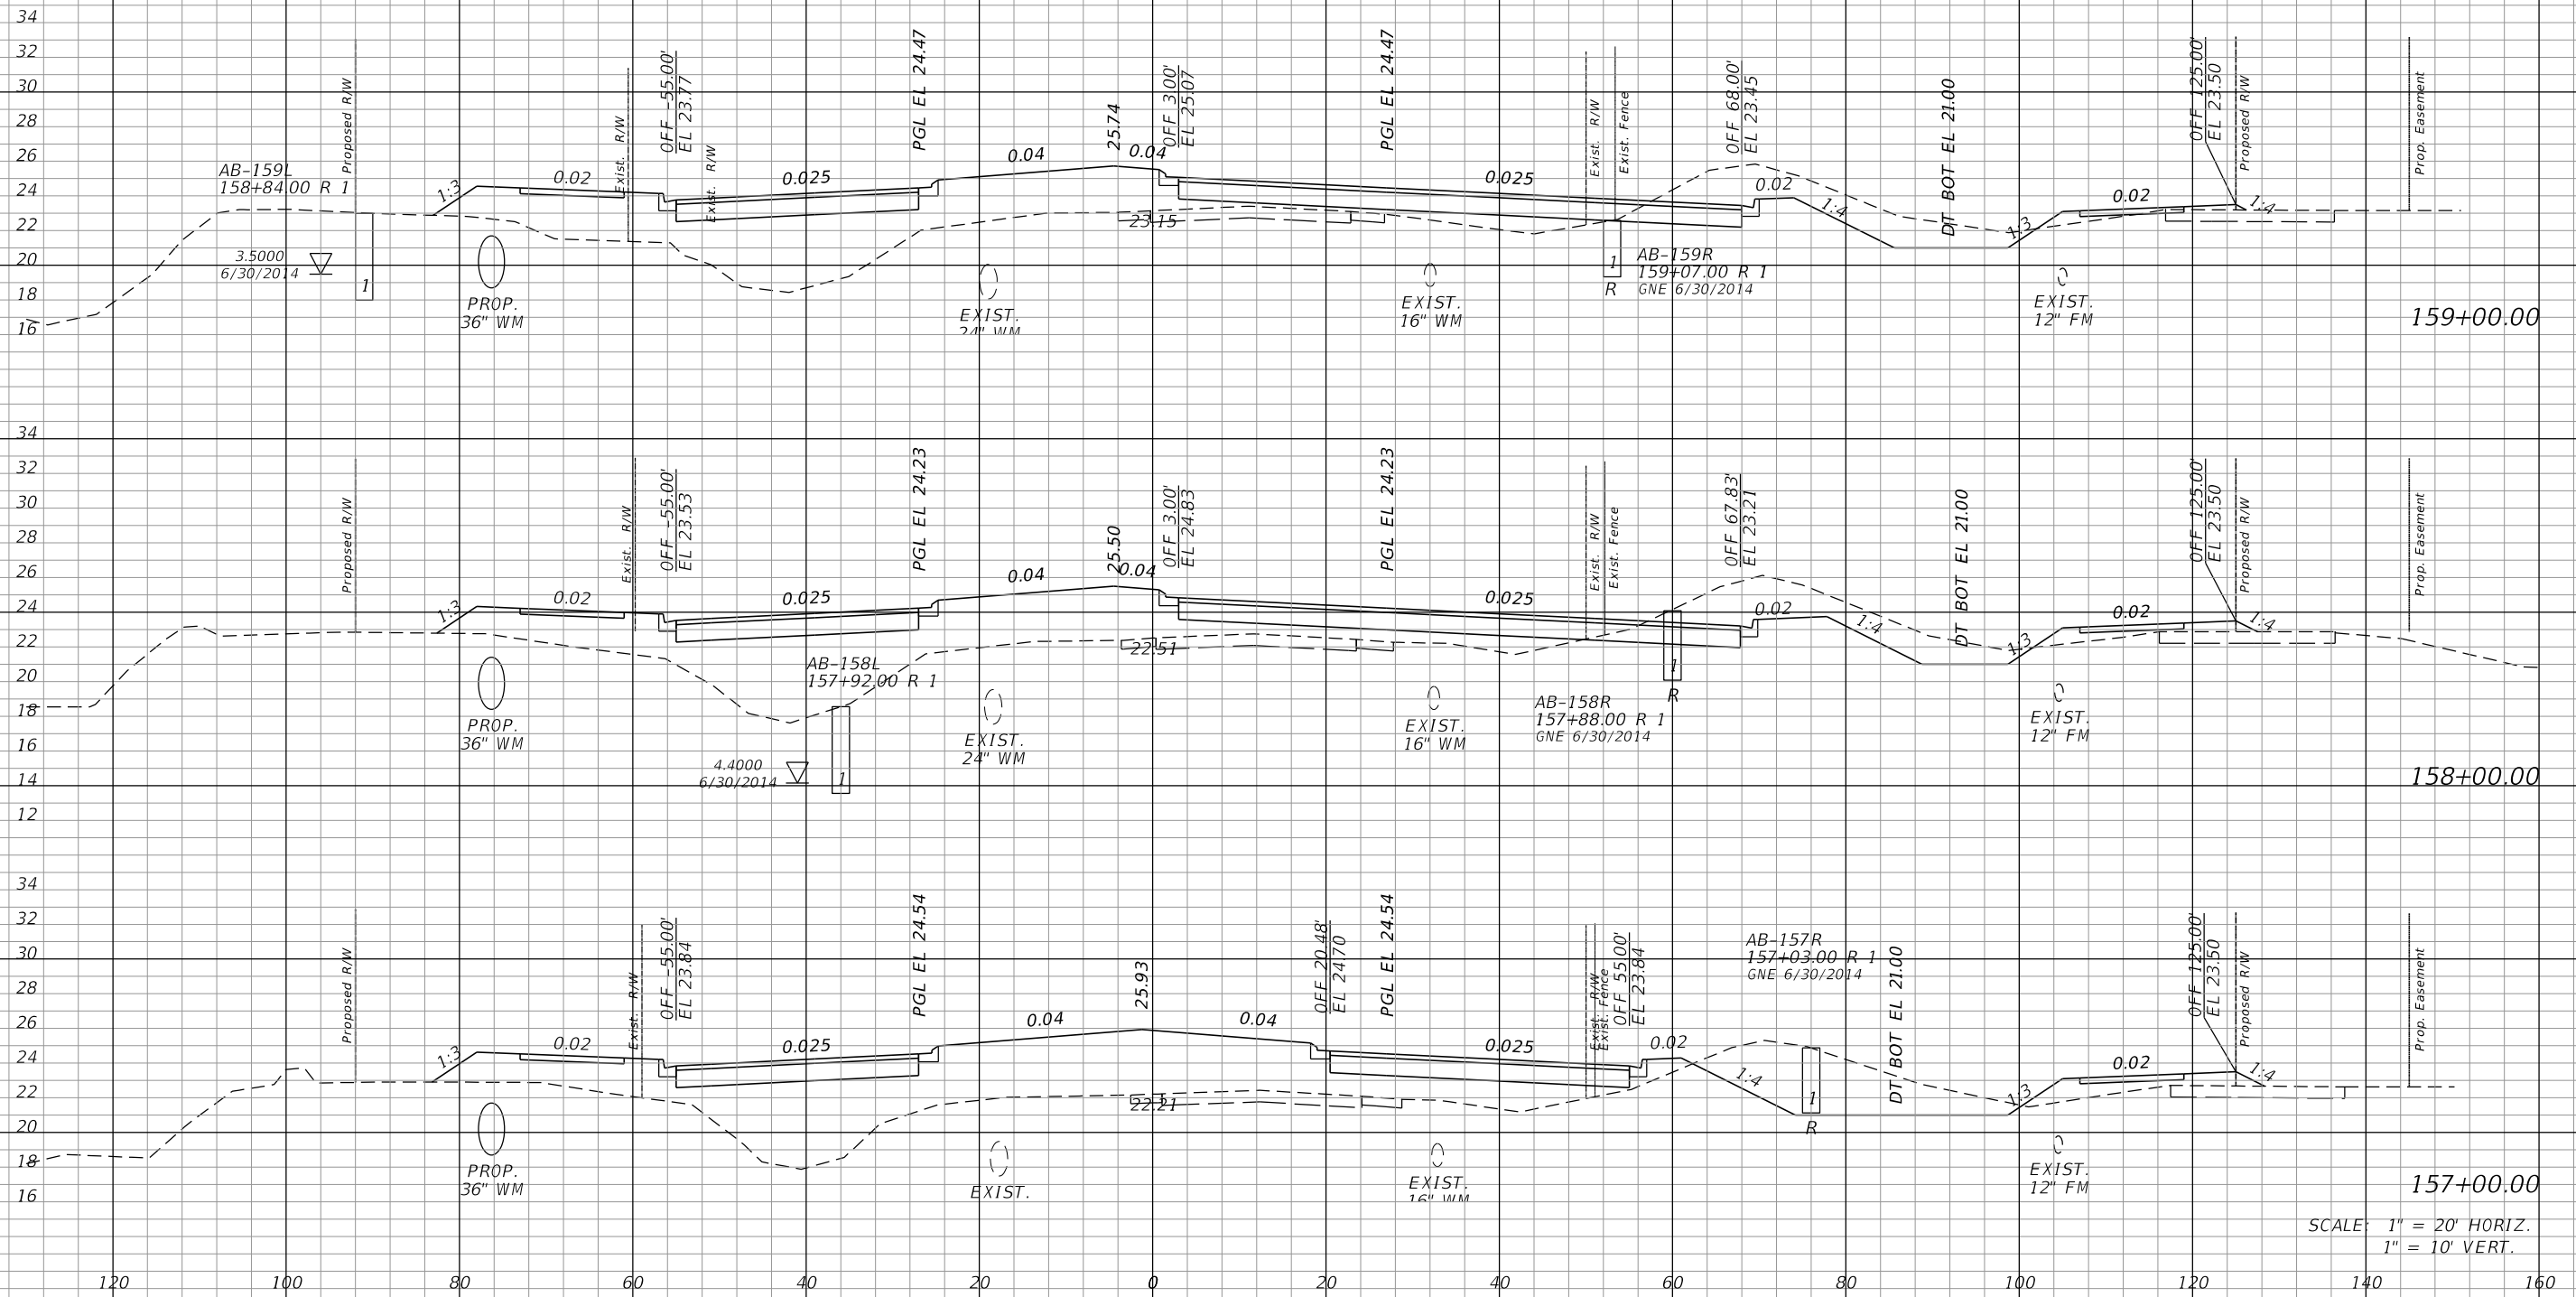 34
32
30
28
26
24
22
20
18
16
Proposed R/W
Exist. R/W
OFF -55.00'
EL 23.77
Exist. R/W
PGL EL 24.47
25.74
OFF 3.00'
EL 25.07
PGL EL 24.47
Exist. R/W
Exist. Fence
OFF 68.00'
EL 23.45
DT BOT EL 21.00
OFF 125.00'
EL 23.50
Proposed R/W
Prop. Easement
AB-159L
158+84.00 R 1
1:3
0.02
0.025
0.04
0.04
0.025
0.02
1:4
1:3
0.02
1:4
23.15
3.5000
6/30/2014
1
PROP.
36" WM
EXIST.
24" WM
EXIST.
16" WM
1
R
AB-159R
159+07.00 R 1
GNE 6/30/2014
EXIST.
12" FM
159+00.00
34
32
30
28
26
24
22
20
18
16
14
12
Proposed R/W
Exist. R/W
OFF -55.00'
EL 23.53
PGL EL 24.23
25.50
OFF 3.00'
EL 24.83
PGL EL 24.23
Exist. R/W
Exist. Fence
OFF 67.83'
EL 23.21
DT BOT EL 21.00
OFF 125.00'
EL 23.50
Proposed R/W
Prop. Easement
1:3
0.02
0.025
0.04
0.04
0.025
0.02
1:4
1:3
0.02
1:4
22.51
AB-158L
157+92.00 R 1
PROP.
36" WM
4.4000
6/30/2014
1
EXIST.
24" WM
EXIST.
16" WM
1
R
AB-158R
157+88.00 R 1
GNE 6/30/2014
EXIST.
12" FM
158+00.00
34
32
30
28
26
24
22
20
18
16
Proposed R/W
Exist. R/W
OFF -55.00'
EL 23.84
PGL EL 24.54
25.93
OFF 20.48'
EL 24.70
PGL EL 24.54
Exist. R/W
Exist. Fence
OFF 55.00'
EL 23.84
AB-157R
157+03.00 R 1
GNE 6/30/2014
DT BOT EL 21.00
OFF 125.00'
EL 23.50
Proposed R/W
Prop. Easement
1:3
0.02
0.025
0.04
0.04
0.025
0.02
1:4
1:3
0.02
1:4
22.21
1
R
PROP.
36" WM
EXIST.
EXIST.
16" WM
EXIST.
12" FM
157+00.00
SCALE: 1" = 20' HORIZ.
1" = 10' VERT.
120 100 80 60 40 20 0 20 40 60 80 100 120 140 160